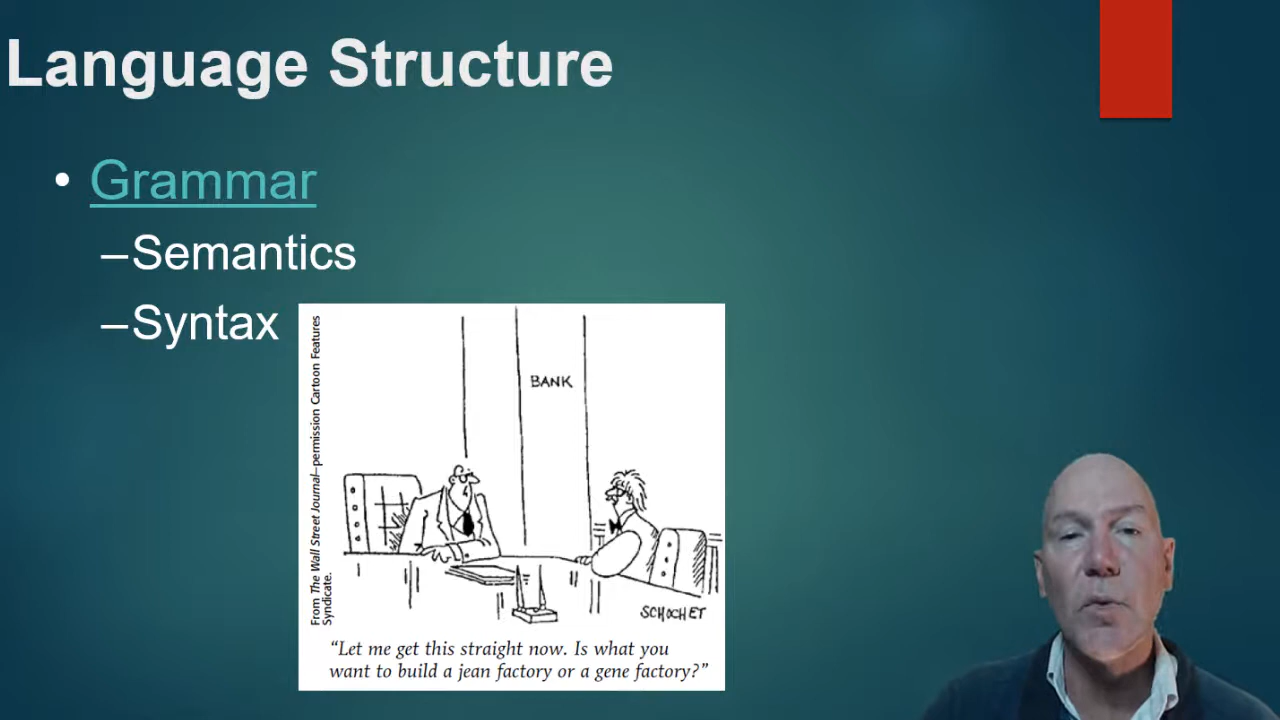 Language Structure
• Grammar
–Semantics
–Syntax
From The Wall Street Journal–permission Cartoon Features
Syndicate.
BANK
SCHOCHET
“Let me get this straight now. Is what you
want to build a jean factory or a gene factory?”